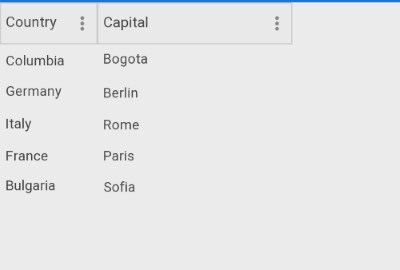 Country Capital
Columbia Bogota
Germany Berlin
Italy Rome
France Paris
Bulgaria Sofia